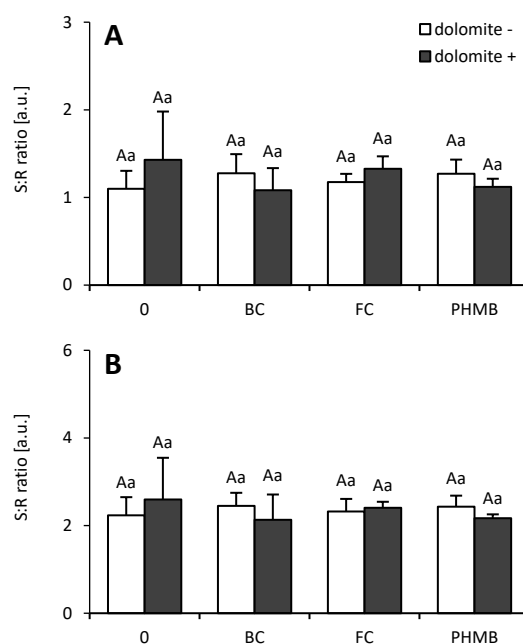 A
dolomite -
dolomite +
S:R ratio [a.u.]
3
2
1
0
Aa
Aa
Aa
Aa
Aa
Aa
Aa
Aa
0
BC
FC
PHMB
B
S:R ratio [a.u.]
6
4
2
0
Aa
Aa
Aa
Aa
Aa
Aa
Aa
Aa
0
BC
FC
PHMB